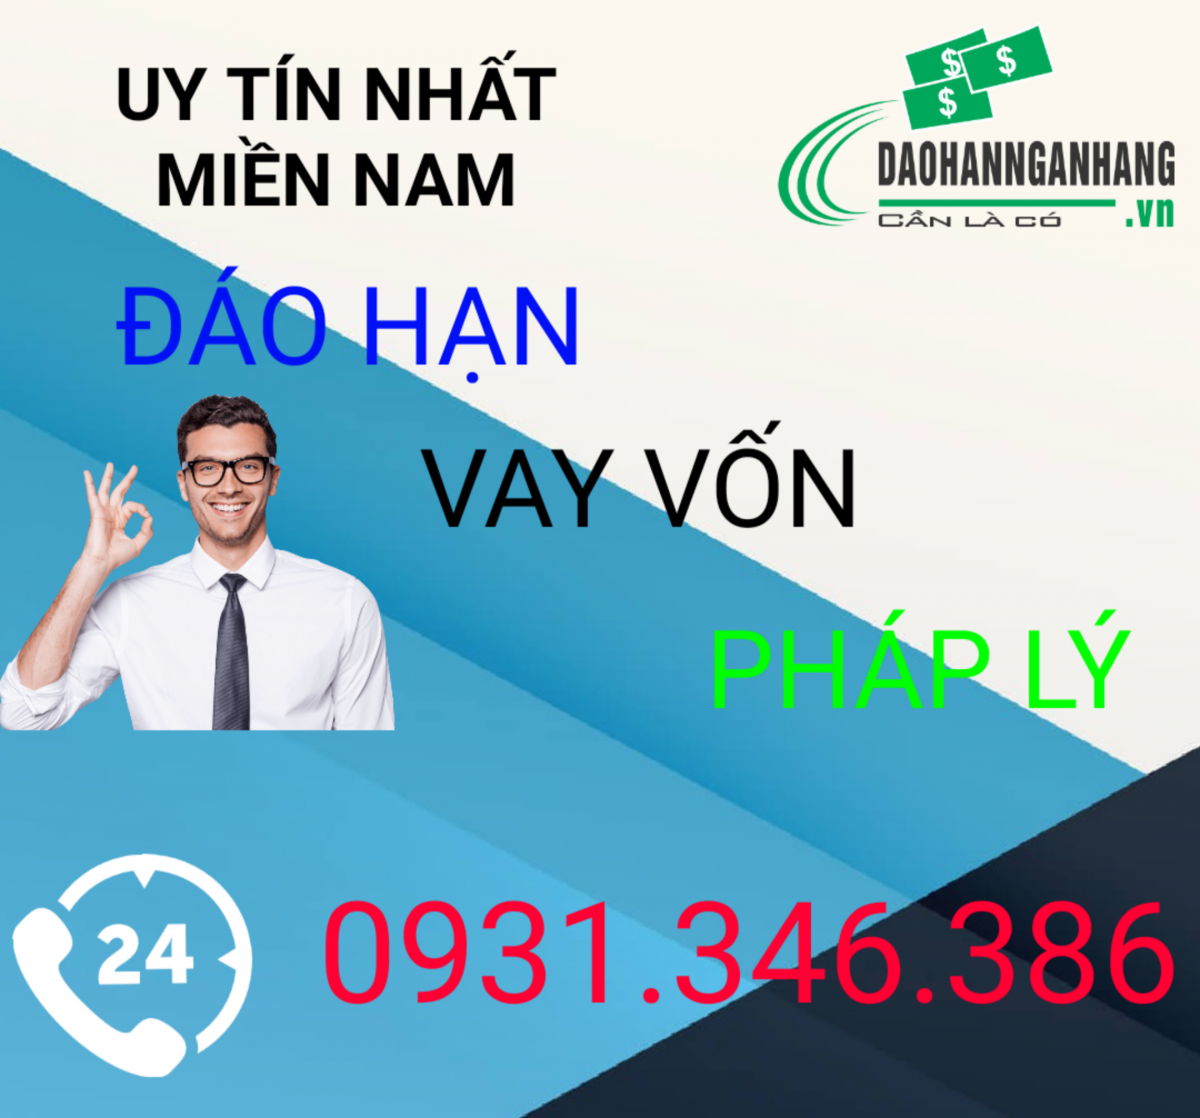 UY TÍN NHẤT
MIỀN NAM
$ $
$
DAOHANNGANHANG
CẦN LÀ CÓ .vn
ĐÁO HẠN
VAY VỐN
PHÁP LÝ
24
0931.346.386